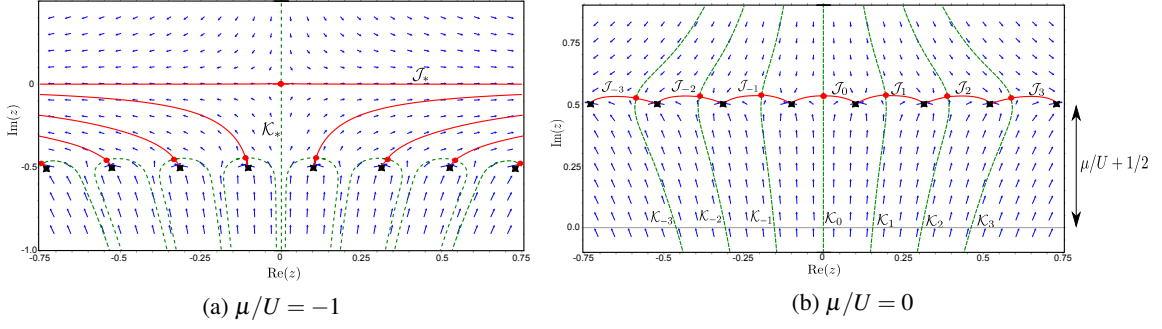 Im(z)
0
-0.5
-1.0
-0.75
-0.5
-0.25
0
0.25
0.50
0.75
Re(z)
𝒥*
𝒦*
(a) μ/U = −1
Im(z)
0.75
0.5
0.25
0.0
-0.75
-0.5
-0.25
0
0.25
0.50
0.75
Re(z)
𝒥−3
𝒥−2
𝒥−1
𝒥0
𝒥1
𝒥2
𝒥3
𝒦−3
𝒦−2
𝒦−1
𝒦0
𝒦1
𝒦2
𝒦3
μ/U + 1/2
(b) μ/U = 0